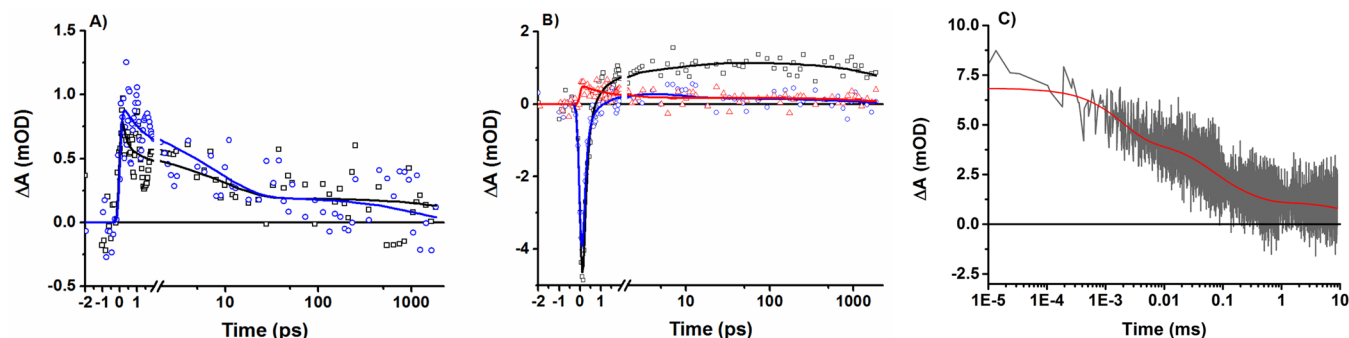 A)
1.5
1.0
0.5
0.0
-0.5
ΔA (mOD)
-2 -1 0 1 10 100 1000
Time (ps)
B)
2
0
-2
-4
ΔA (mOD)
-2 -1 0 1 10 100 1000
Time (ps)
C)
10.0
7.5
5.0
2.5
0.0
-2.5
ΔA (mOD)
1E-5 1E-4 1E-3 0.01 0.1 1 10
Time (ms)